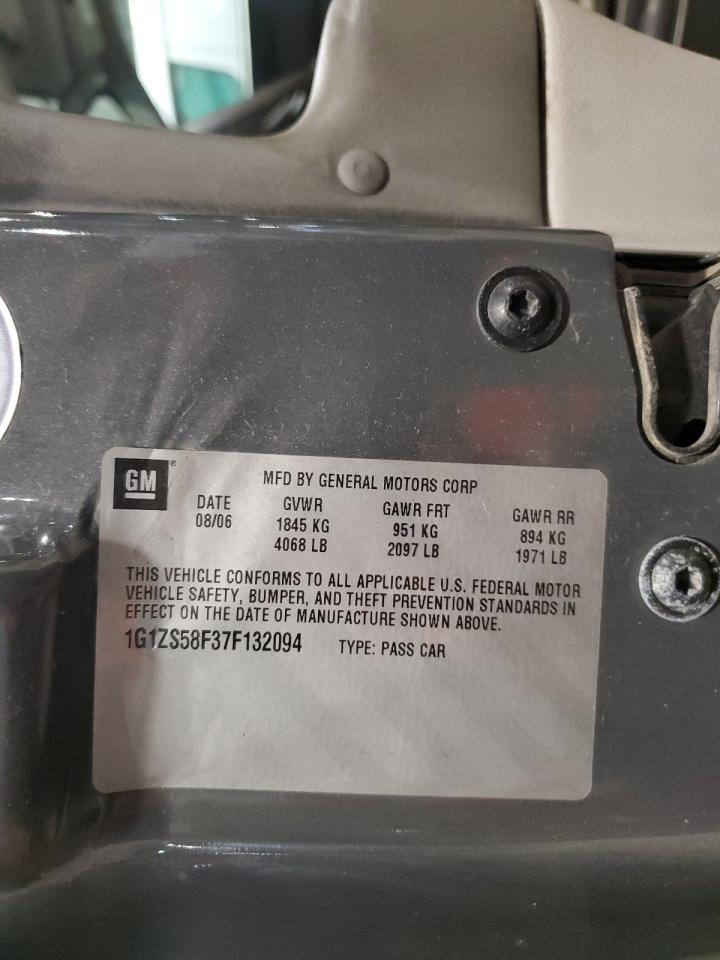 GM®
MFD BY GENERAL MOTORS CORP
DATE GVWR GAWR FRT GAWR RR
08/06 1845 KG 951 KG 894 KG
4068 LB 2097 LB 1971 LB
THIS VEHICLE CONFORMS TO ALL APPLICABLE U.S. FEDERAL MOTOR
VEHICLE SAFETY, BUMPER, AND THEFT PREVENTION STANDARDS IN
EFFECT ON THE DATE OF MANUFACTURE SHOWN ABOVE.
1G1ZS58F37F132094 TYPE: PASS CAR